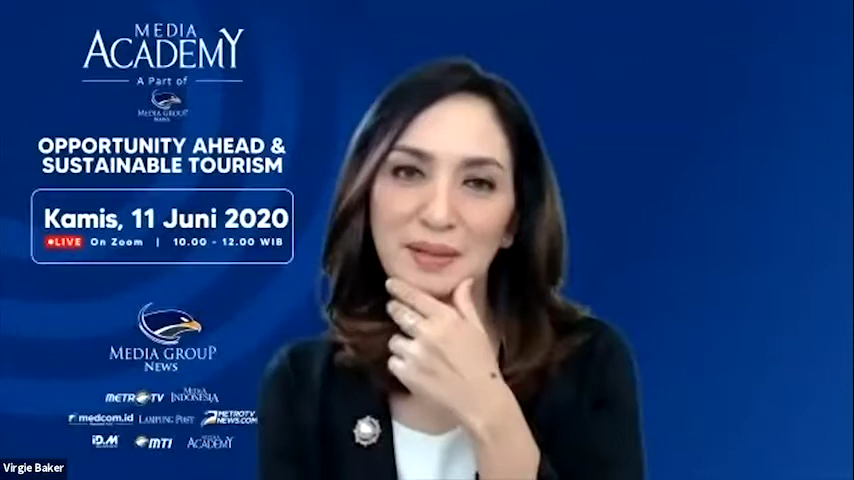 MEDIA
ACADEMY
A Part of
MEDIA GROUP
NEWS
OPPORTUNITY AHEAD &
SUSTAINABLE TOURISM
Kamis, 11 Juni 2020
LIVE On Zoom | 10.00 - 12.00 WIB
MEDIA GROUP
NEWS
METRO TV MEDIA INDONESIA
medcom.id LAMPUNG POST METROTV NEWS.COM
IDM MTI MEDIA ACADEMY
Virgie Baker